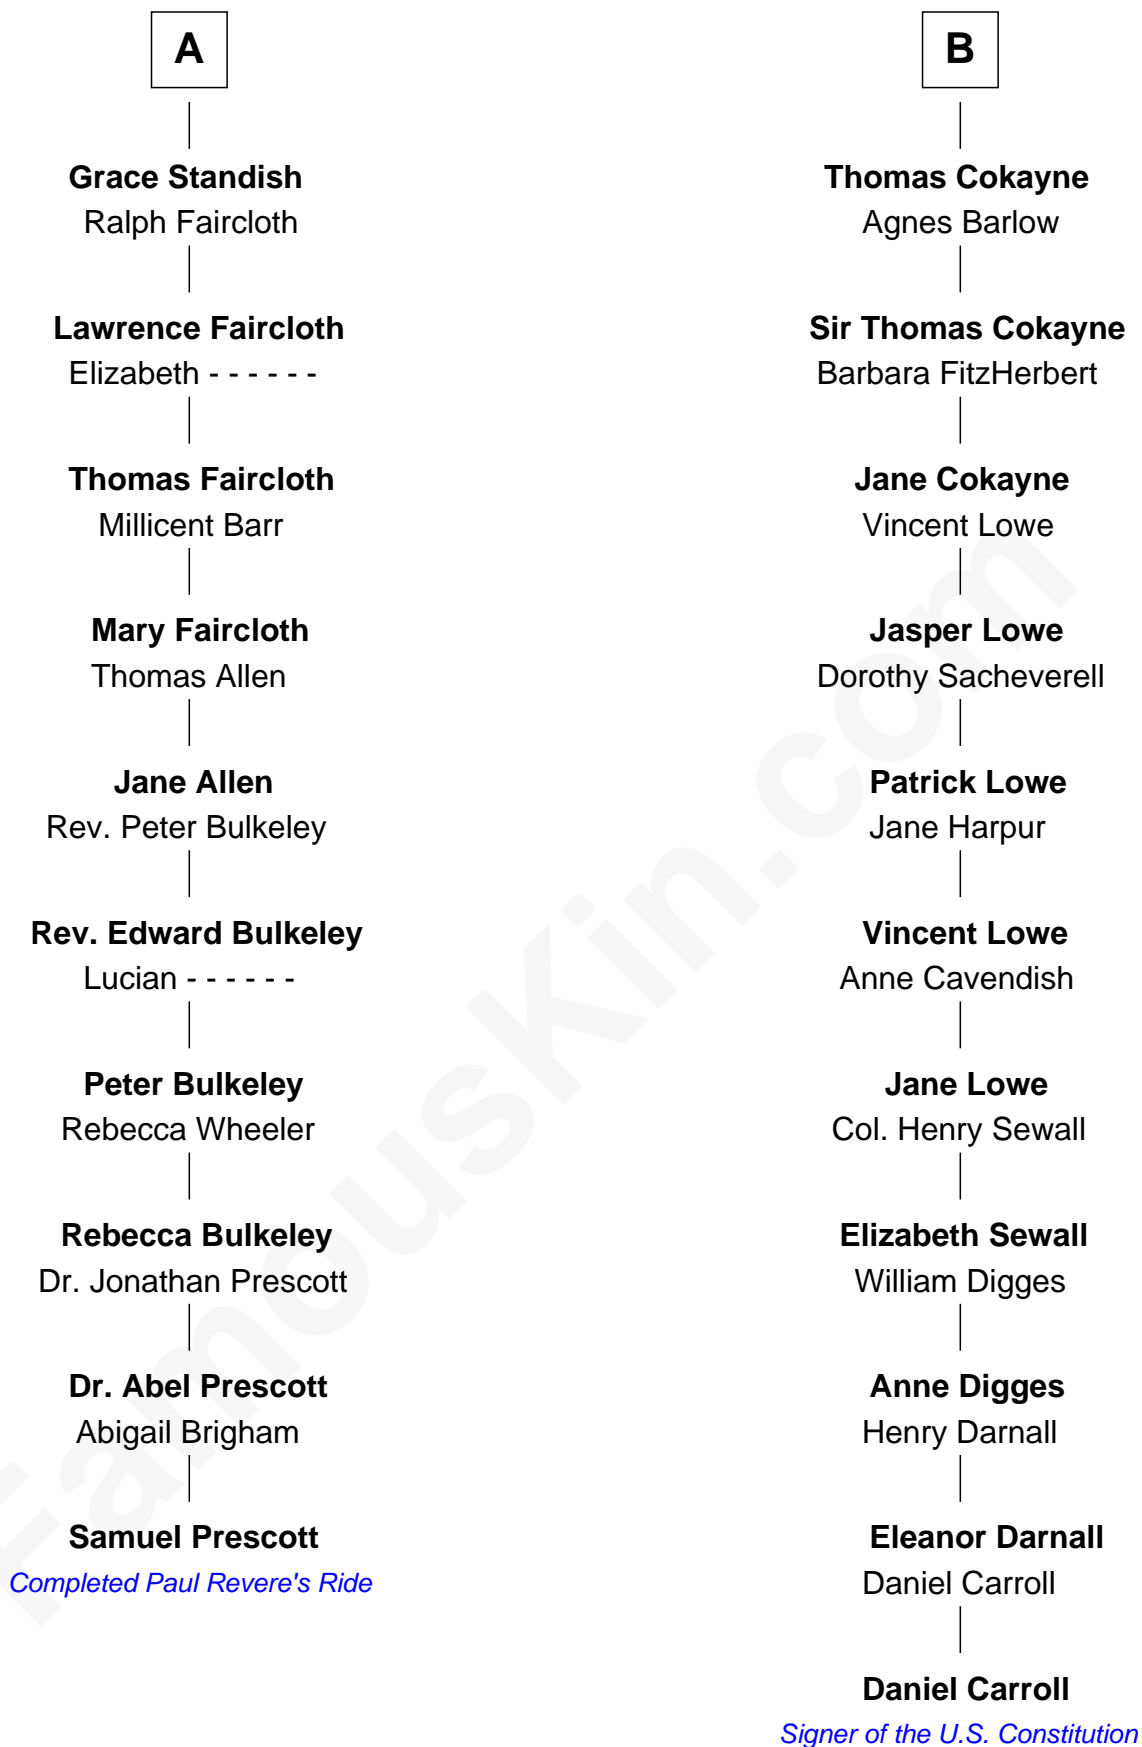 A
Grace Standish
Ralph Faircloth
Lawrence Faircloth
Elizabeth - - - - - -
Thomas Faircloth
Millicent Barr
Mary Faircloth
Thomas Allen
Jane Allen
Rev. Peter Bulkeley
Rev. Edward Bulkeley
Lucian - - - - - -
Peter Bulkeley
Rebecca Wheeler
Rebecca Bulkeley
Dr. Jonathan Prescott
Dr. Abel Prescott
Abigail Brigham
Samuel Prescott
Completed Paul Revere's Ride
B
Thomas Cokayne
Agnes Barlow
Sir Thomas Cokayne
Barbara FitzHerbert
Jane Cokayne
Vincent Lowe
Jasper Lowe
Dorothy Sacheverell
Patrick Lowe
Jane Harpur
Vincent Lowe
Anne Cavendish
Jane Lowe
Col. Henry Sewall
Elizabeth Sewall
William Digges
Anne Digges
Henry Darnall
Eleanor Darnall
Daniel Carroll
Daniel Carroll
Signer of the U.S. Constitution
FamousKin.com